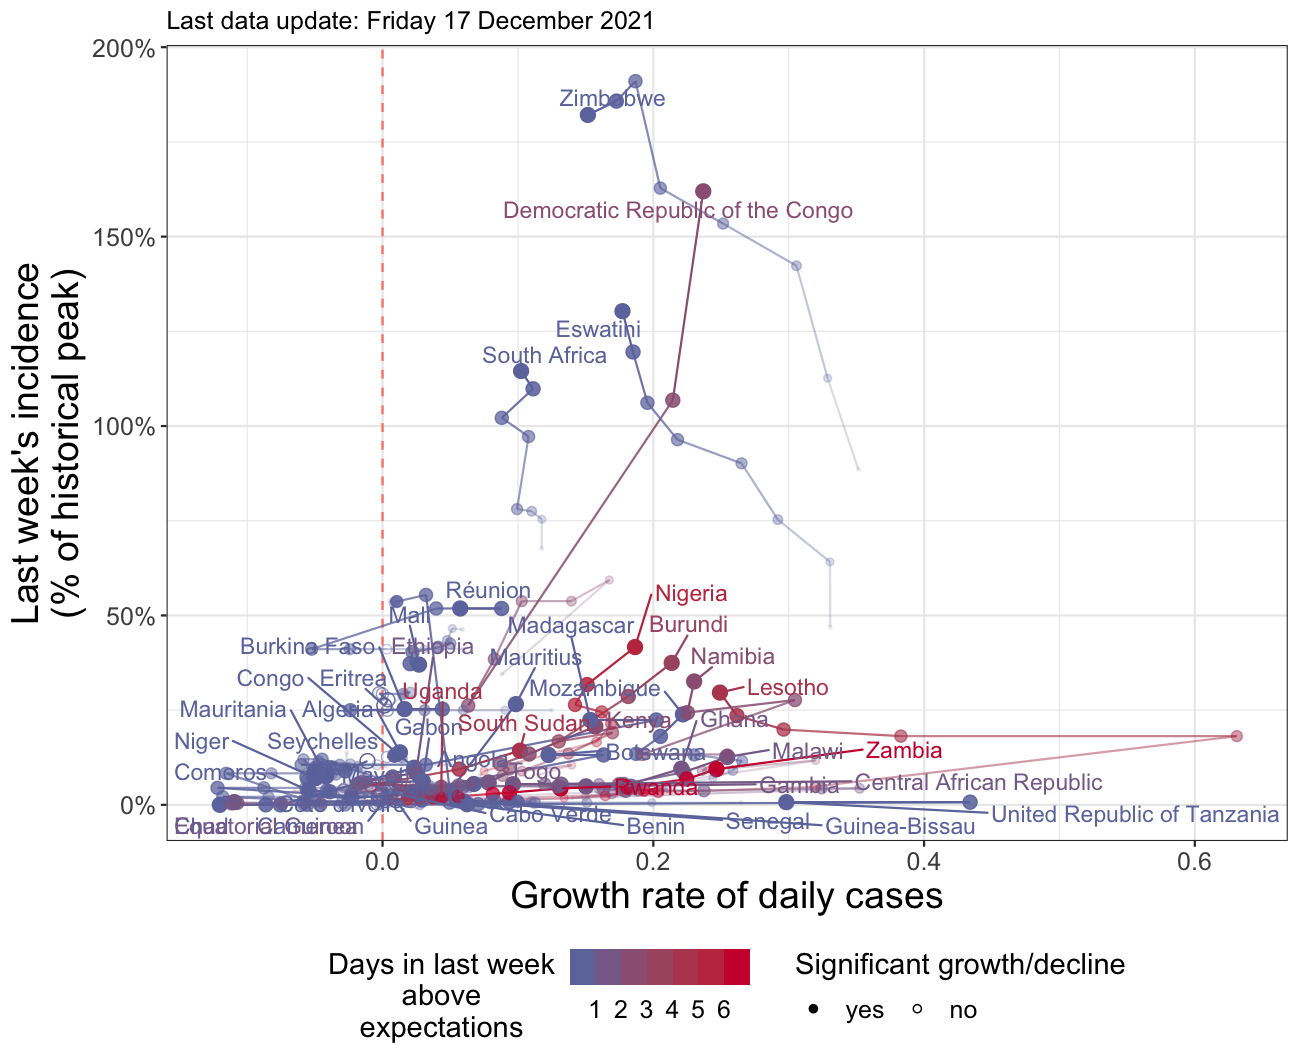 Last data update: Friday 17 December 2021
Last week's incidence
(% of historical peak)
200%
150%
100%
50%
0%
Zimbabwe
Democratic Republic of the Congo
Eswatini
South Africa
Réunion
Nigeria
Mali
Madagascar
Burundi
Burkina Faso
Ethiopia
Mauritius
Namibia
Congo
Eritrea
Uganda
Mozambique
Lesotho
Mauritania
Algeria
Gabon
South Sudan
Kenya
Ghana
Niger
Seychelles
Angola
Botswana
Malawi
Zambia
Comoros
Togo
Rwanda
Gambia
Central African Republic
Cabo Verde
Senegal
United Republic of Tanzania
Chad
Equatorial Guinea
Cameroon
Guinea
Benin
Guinea-Bissau
0.0
0.2
0.4
0.6
Growth rate of daily cases
Days in last week
above
expectations
1 2 3 4 5 6
Significant growth/decline
yes
no